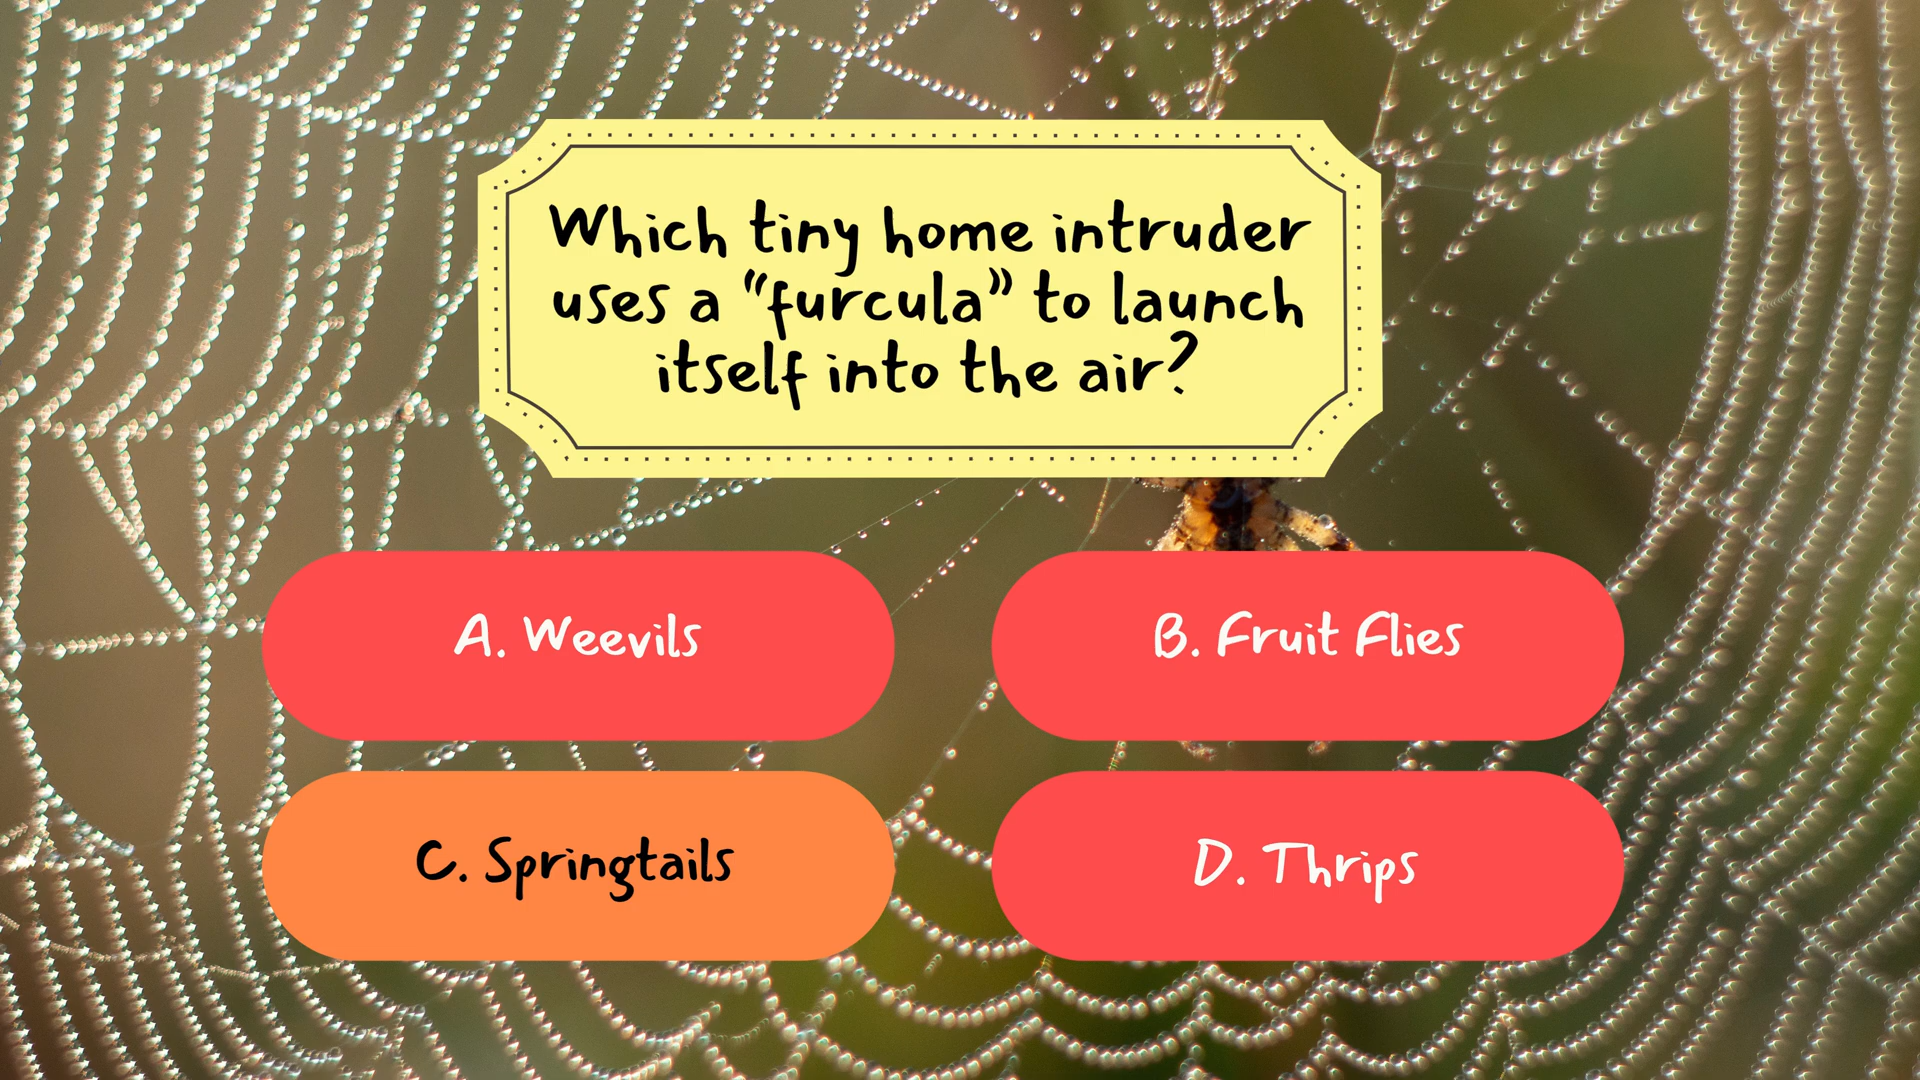 Which tiny home intruder
uses a “furcula” to launch
itself into the air?
A. Weevils
B. Fruit Flies
C. Springtails
D. Thrips